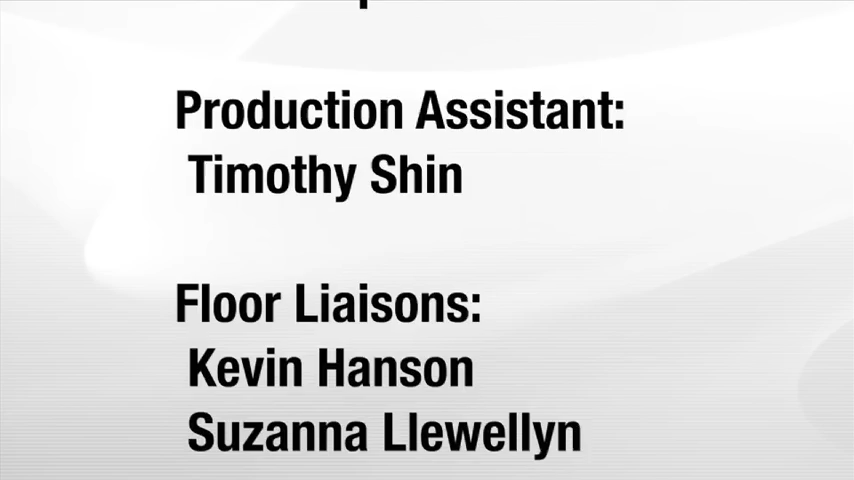 Production Assistant:
Timothy Shin
Floor Liaisons:
Kevin Hanson
Suzanna Llewellyn